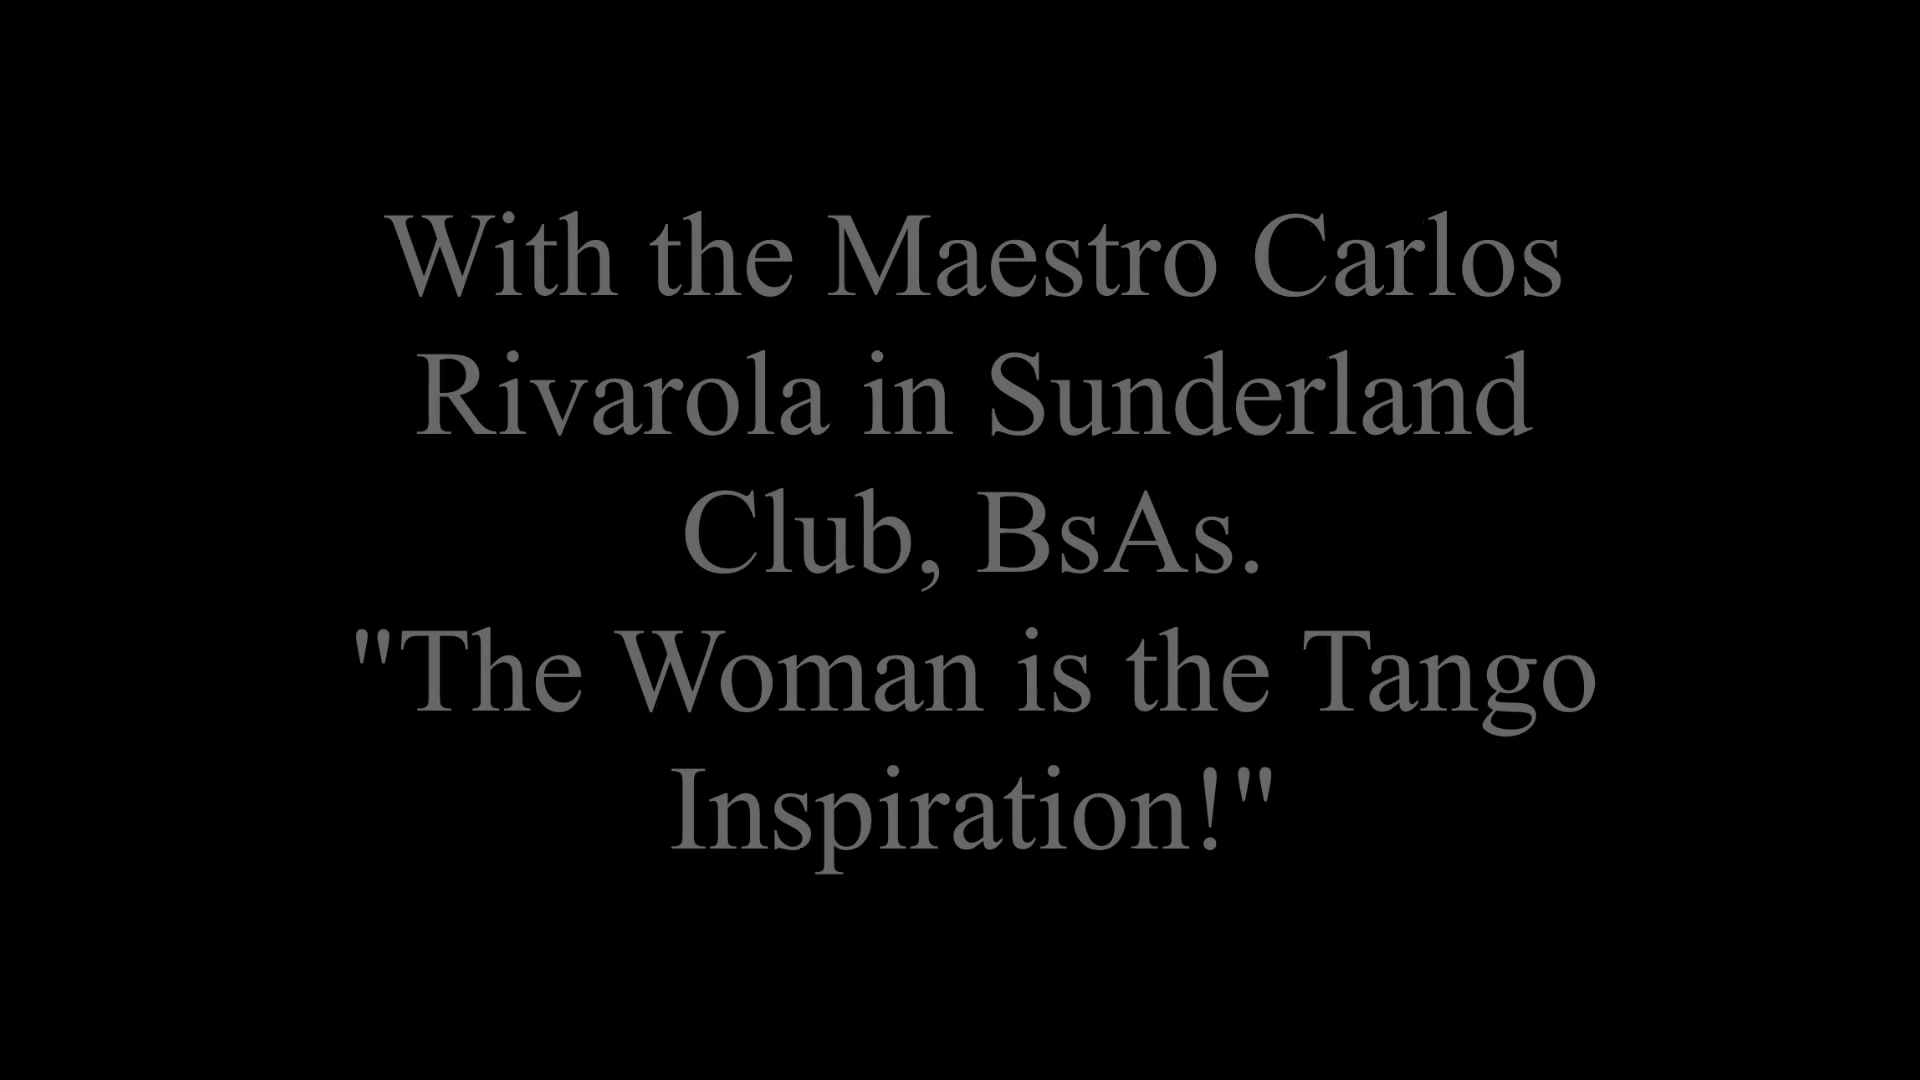 With the Maestro Carlos
Rivarola in Sunderland
Club, BsAs.
"The Woman is the Tango
Inspiration!"